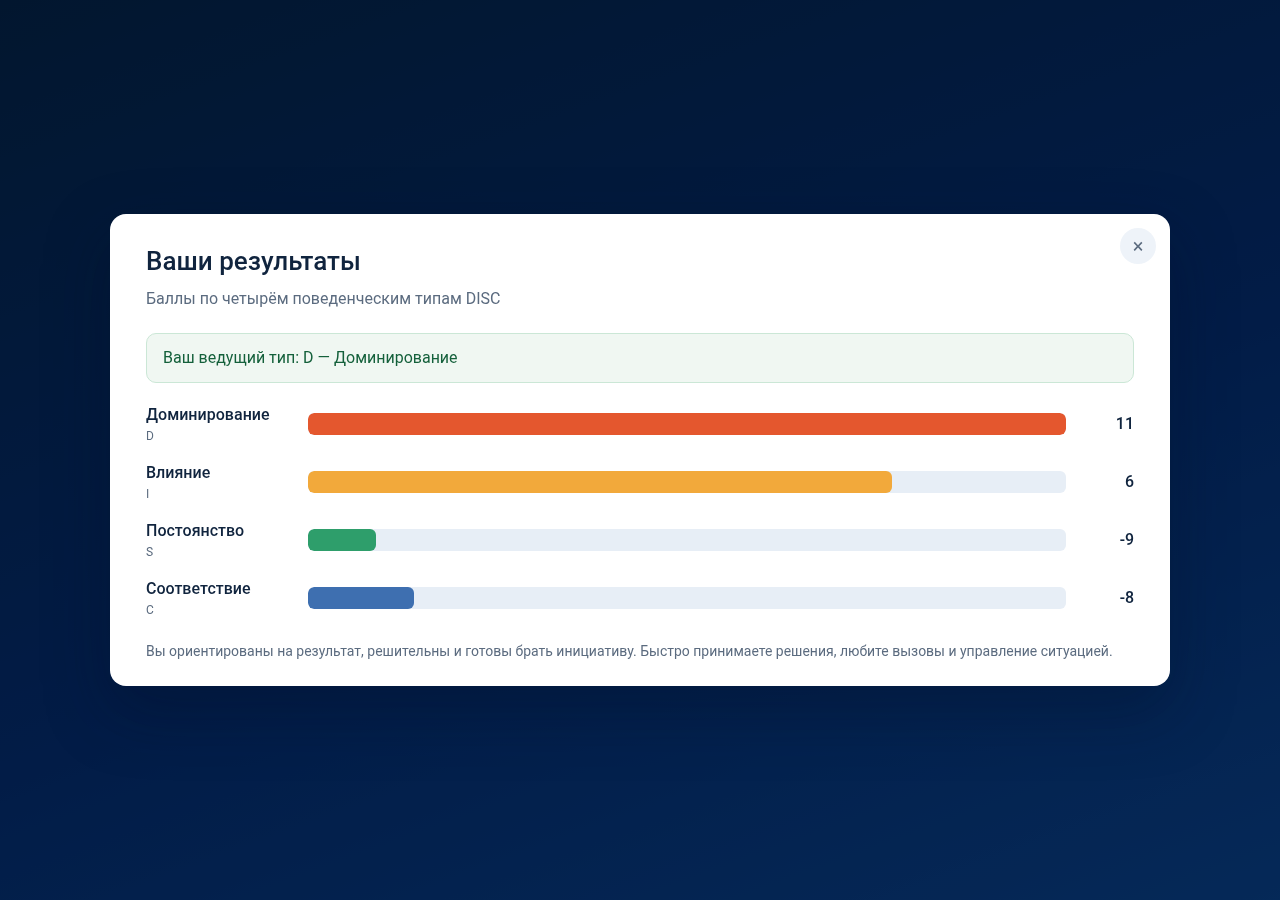 Ваши результаты
×
Баллы по четырём поведенческим типам DISC
Ваш ведущий тип: D — Доминирование
Доминирование
D
11
Влияние
I
6
Постоянство
S
-9
Соответствие
C
-8
Вы ориентированы на результат, решительны и готовы брать инициативу. Быстро принимаете решения, любите вызовы и управление ситуацией.